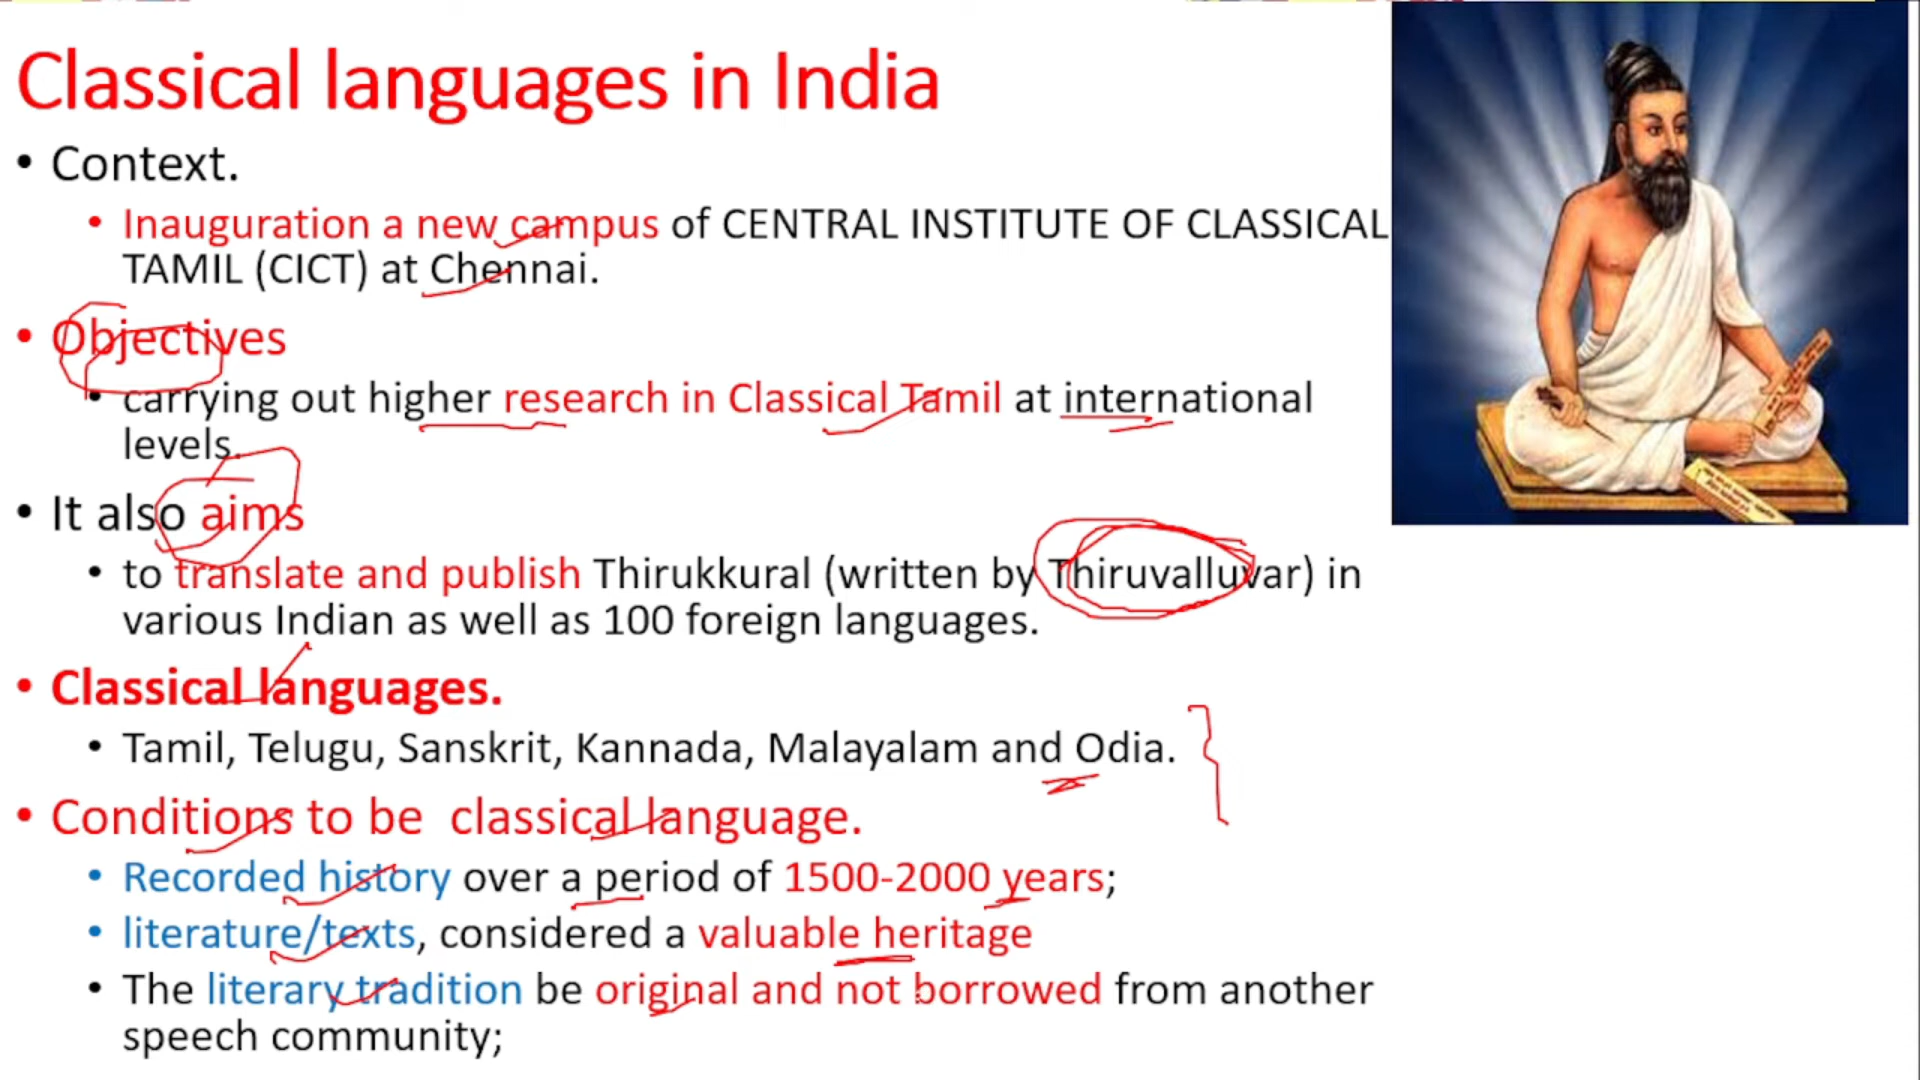 Classical languages in India
• Context.
• Inauguration a new campus of CENTRAL INSTITUTE OF CLASSICAL
TAMIL (CICT) at Chennai.
• Objectives
• carrying out higher research in Classical Tamil at international
levels.
• It also aims
• to translate and publish Thirukkural (written by Thiruvalluvar) in
various Indian as well as 100 foreign languages.
• Classical languages.
• Tamil, Telugu, Sanskrit, Kannada, Malayalam and Odia.
• Conditions to be classical language.
• Recorded history over a period of 1500-2000 years;
• literature/texts, considered a valuable heritage
• The literary tradition be original and not borrowed from another
speech community;